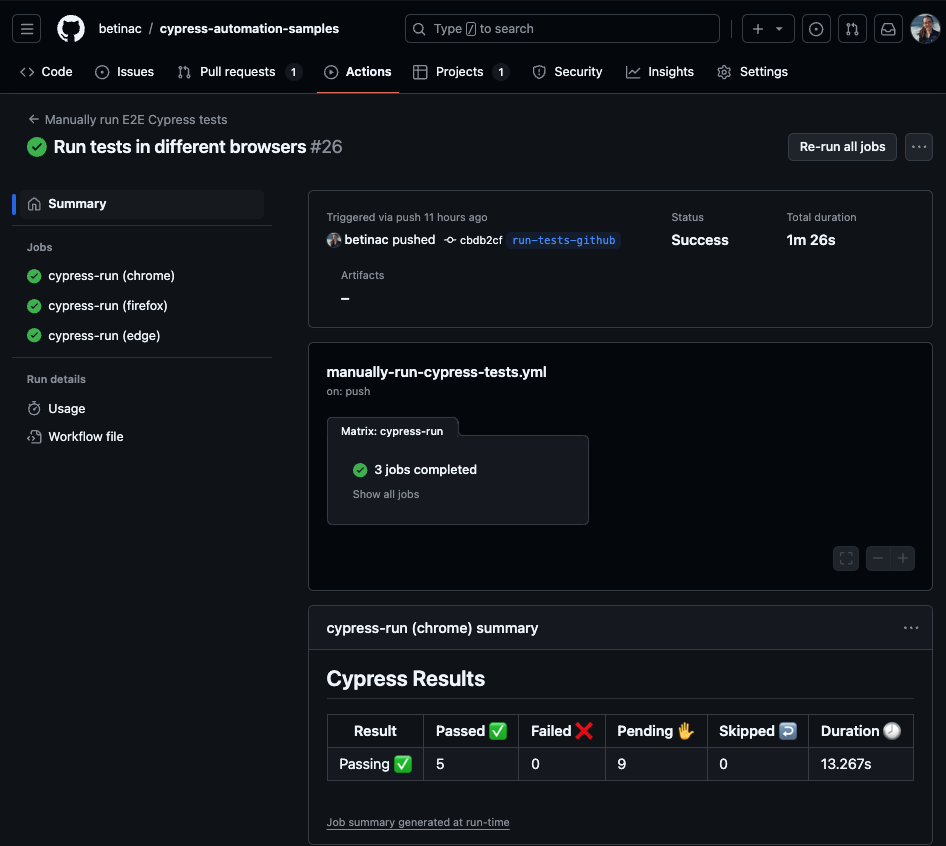 betinac / cypress-automation-samples
Type / to search
Code
Issues
Pull requests 1
Actions
Projects 1
Security
Insights
Settings
← Manually run E2E Cypress tests
Run tests in different browsers #26
Re-run all jobs
Summary
Jobs
cypress-run (chrome)
cypress-run (firefox)
cypress-run (edge)
Run details
Usage
Workflow file
Triggered via push 11 hours ago
betinac pushed cbdb2cf run-tests-github
Status
Success
Total duration
1m 26s
Artifacts
–
manually-run-cypress-tests.yml
on: push
Matrix: cypress-run
3 jobs completed
Show all jobs
cypress-run (chrome) summary
Cypress Results
Result Passed ✅ Failed ❌ Pending ✋ Skipped ↩️ Duration 🕗
Passing ✅ 5 0 9 0 13.267s
Job summary generated at run-time